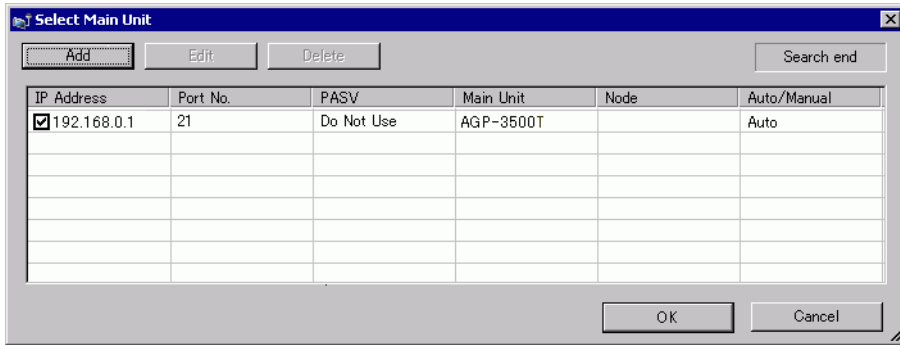 Select Main Unit
Add Edit Delete Search end
IP Address Port No. PASV Main Unit Node Auto/Manual
192.168.0.1 21 Do Not Use AGP-3500T Auto
OK Cancel